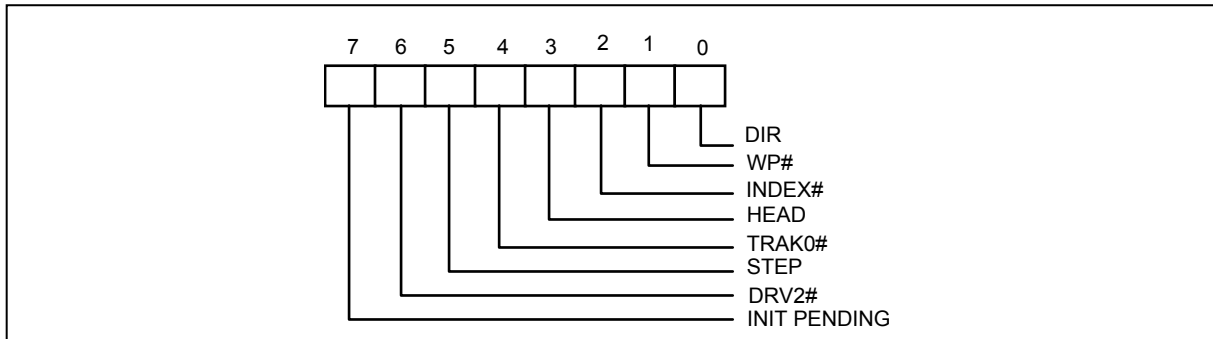 7 6 5 4 3 2 1 0
DIR
WP#
INDEX#
HEAD
TRAK0#
STEP
DRV2#
INIT PENDING